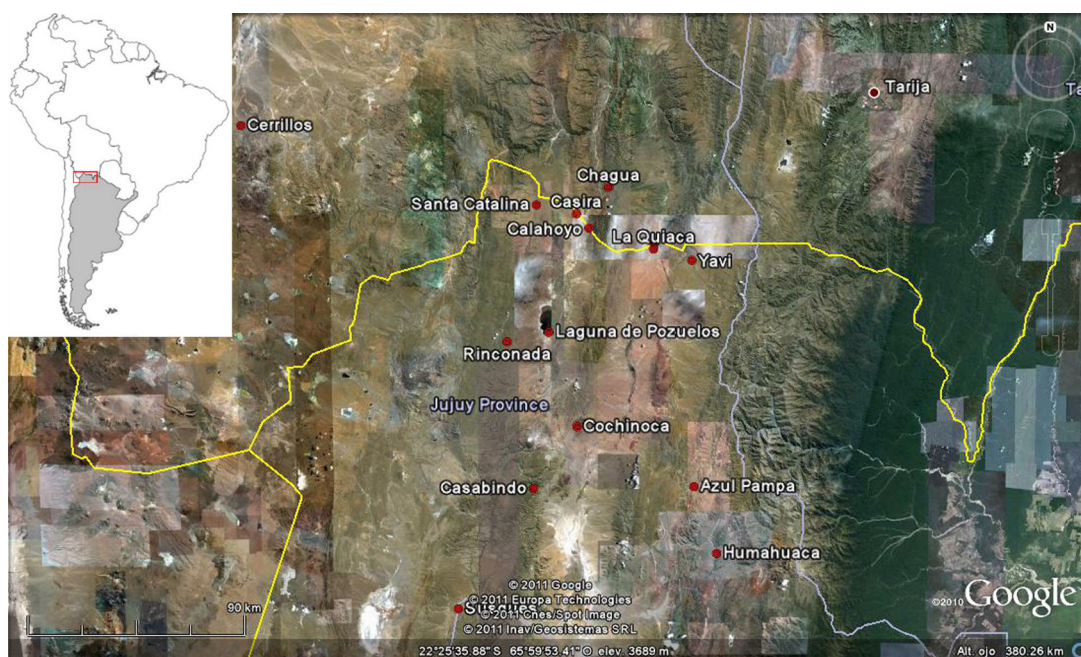 N
Tarija
Ta
Cerrillos
Chagua
Santa Catalina
Casira
Calahoyo
La Quiaca
Yavi
Laguna de Pozuelos
Rinconada
Jujuy Province
Cochinoca
Casabindo
Azul Pampa
Humahuaca
© 2011 Google
© 2011 Europa Technologies
© 2011 Cnes/Spot Image
© 2011 Inav/Geosistemas SRL
Susques
90 km
©2010 Google
22°25'35.88" S 65°59'53.41" O elev. 3689 m
Alt. ojo 380.26 km